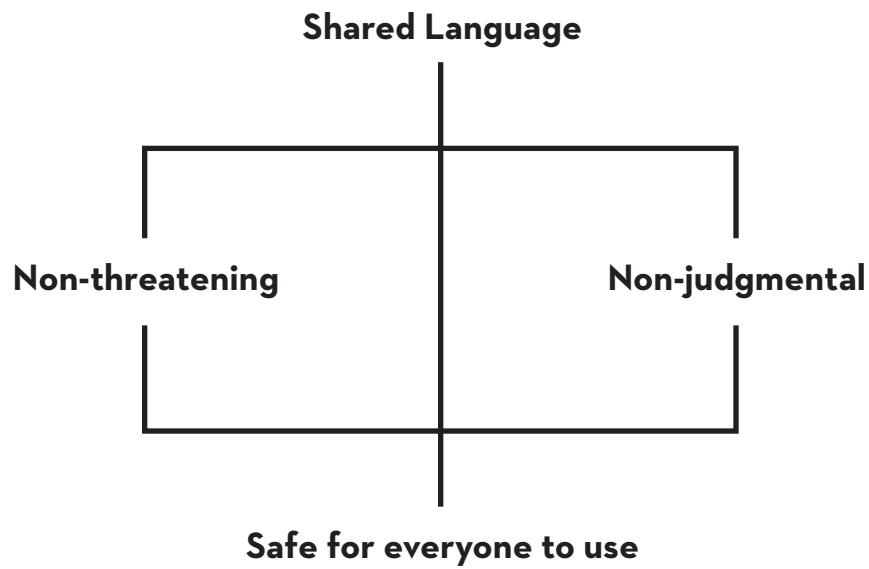 Shared Language
Non-threatening
Non-judgmental
Safe for everyone to use